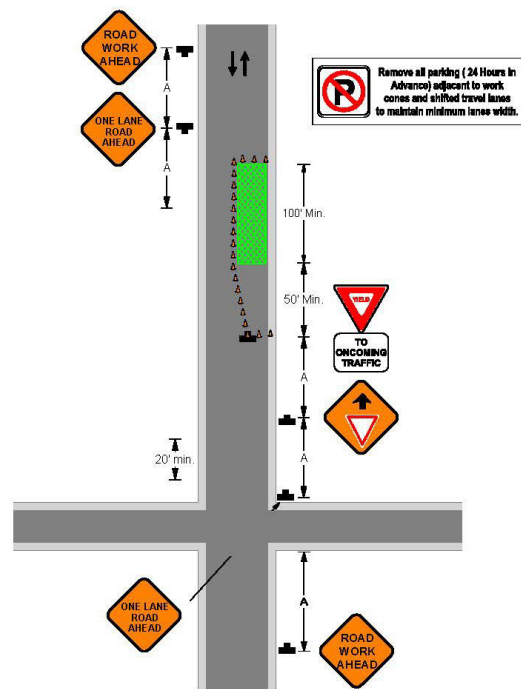 ROAD
WORK
AHEAD
A
ONE LANE
ROAD
AHEAD
A
P
Remove all parking ( 24 Hours in
Advance) adjacent to work
cones and shifted travel lanes
to maintain minimum lanes width.
100' Min.
50' Min.
YIELD
TO
ONCOMING
TRAFFIC
A
A
20' min.
ONE LANE
ROAD
AHEAD
A
ROAD
WORK
AHEAD